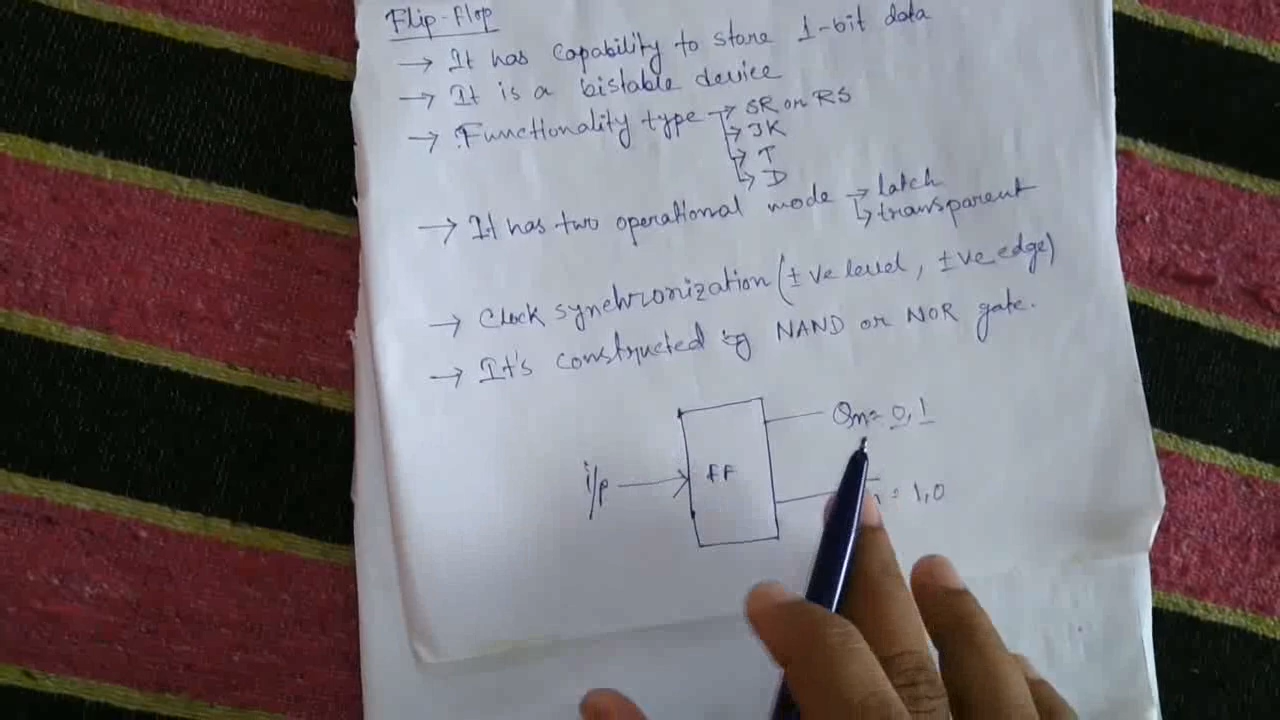 Flip-Flop
→ It has capability to store 1-bit data
→ It is a bistable device
→ Functionality type → SR or RS
→ JK
→ T
→ D
→ It has two operational mode → latch
→ transparent
→ Clock synchronization (±ve level, ±ve edge)
→ It's constructed by NAND or NOR gate.
Qn = 0, 1
i/p → FF
n = 1,0